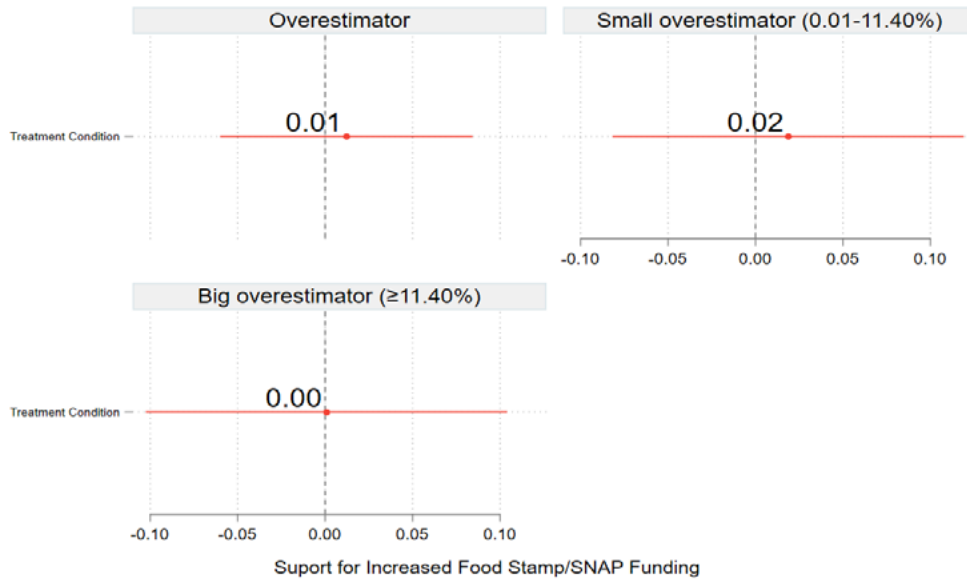 Overestimator
Small overestimator (0.01-11.40%)
Treatment Condition
0.01
0.02
-0.10 -0.05 0.00 0.05 0.10
Big overestimator (≥11.40%)
Treatment Condition
0.00
-0.10 -0.05 0.00 0.05 0.10
Suport for Increased Food Stamp/SNAP Funding